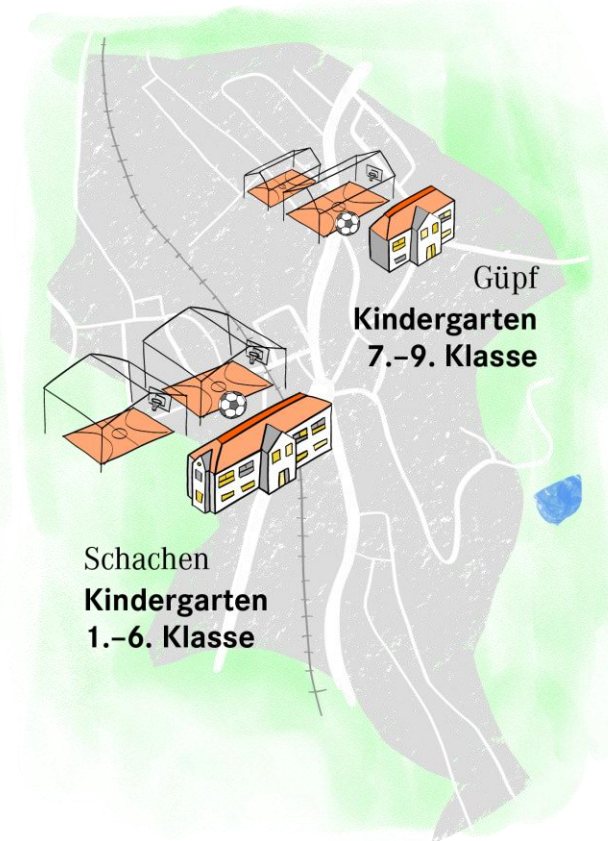 Güpf
Kindergarten
7.–9. Klasse
Schachen
Kindergarten
1.–6. Klasse